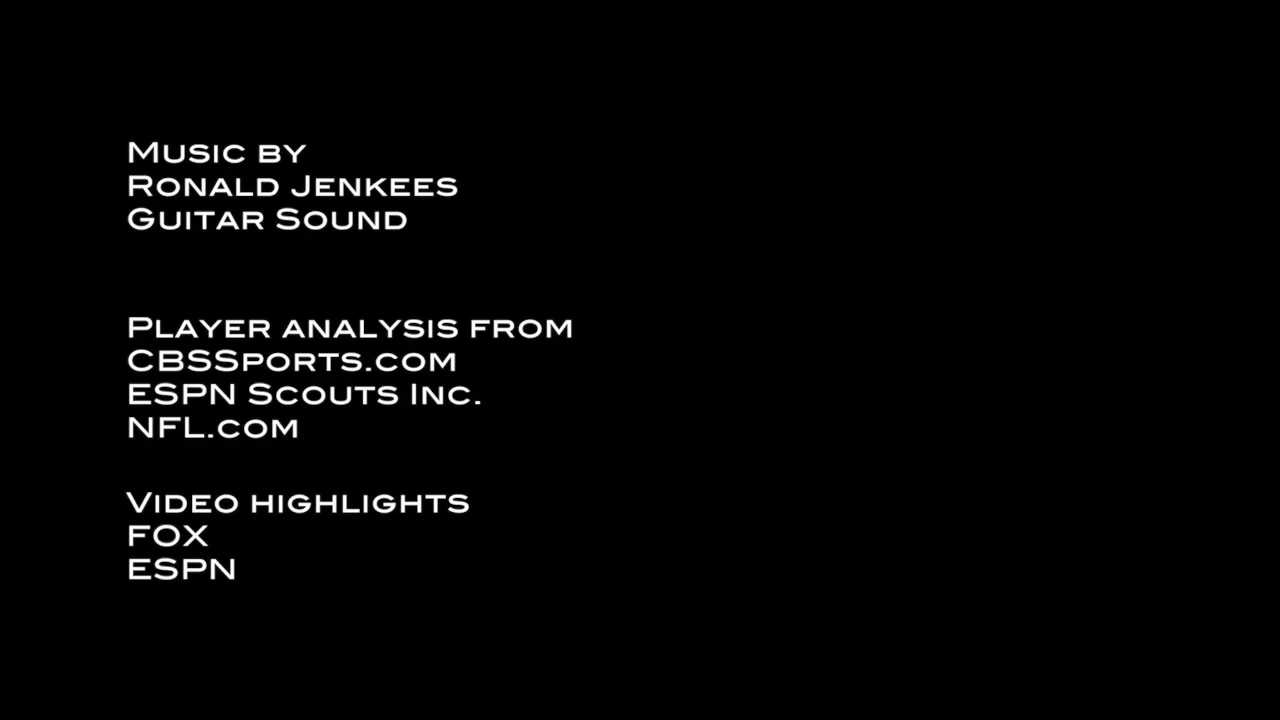 Music by
Ronald Jenkees
Guitar Sound
Player analysis from
CBSSports.com
ESPN Scouts Inc.
NFL.com
Video highlights
FOX
ESPN